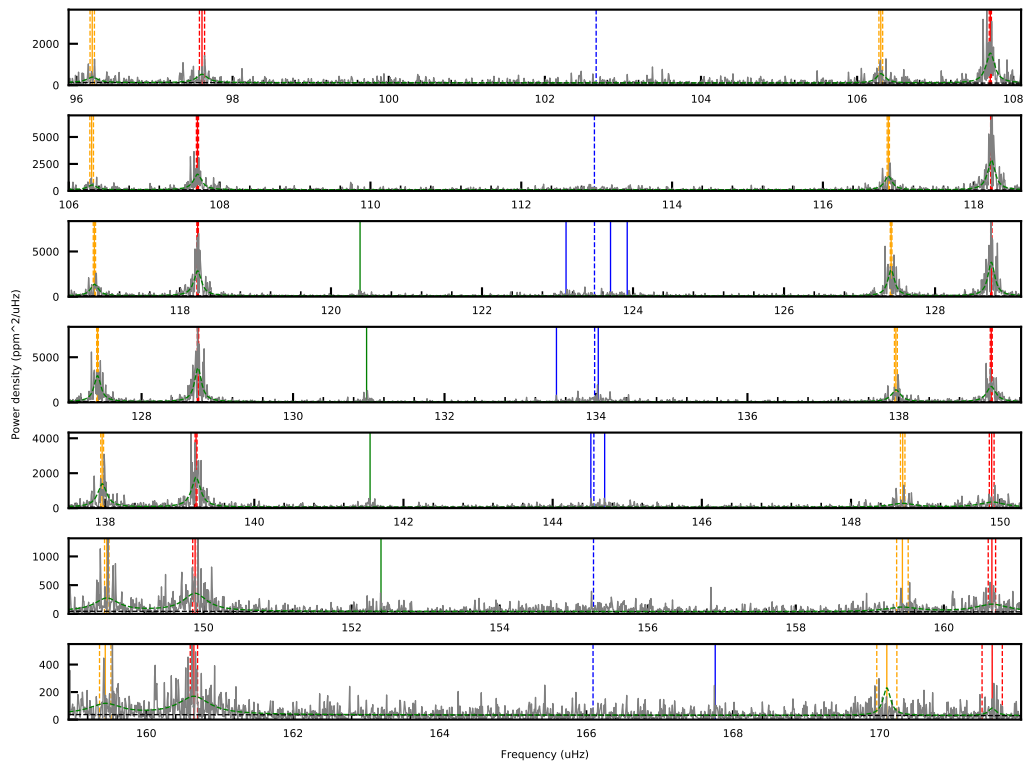 2000
0
96 98 100 102 104 106 108
5000
2500
0
106 108 110 112 114 116 118
5000
0
118 120 122 124 126 128
Power density (ppm^2/uHz)
5000
0
128 130 132 134 136 138
4000
2000
0
138 140 142 144 146 148 150
1000
500
0
150 152 154 156 158 160
400
200
0
160 162 164 166 168 170
Frequency (uHz)